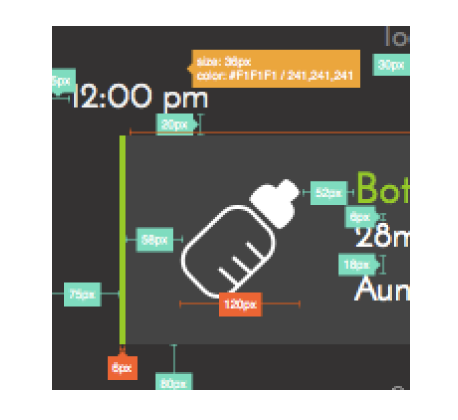 lo
size: 36px
color: #F1F1F1 / 241,241,241
30px
5px
12:00 pm
20px
52px
Bot
6px
28m
58px
18px
Aun
75px
120px
6px
80px